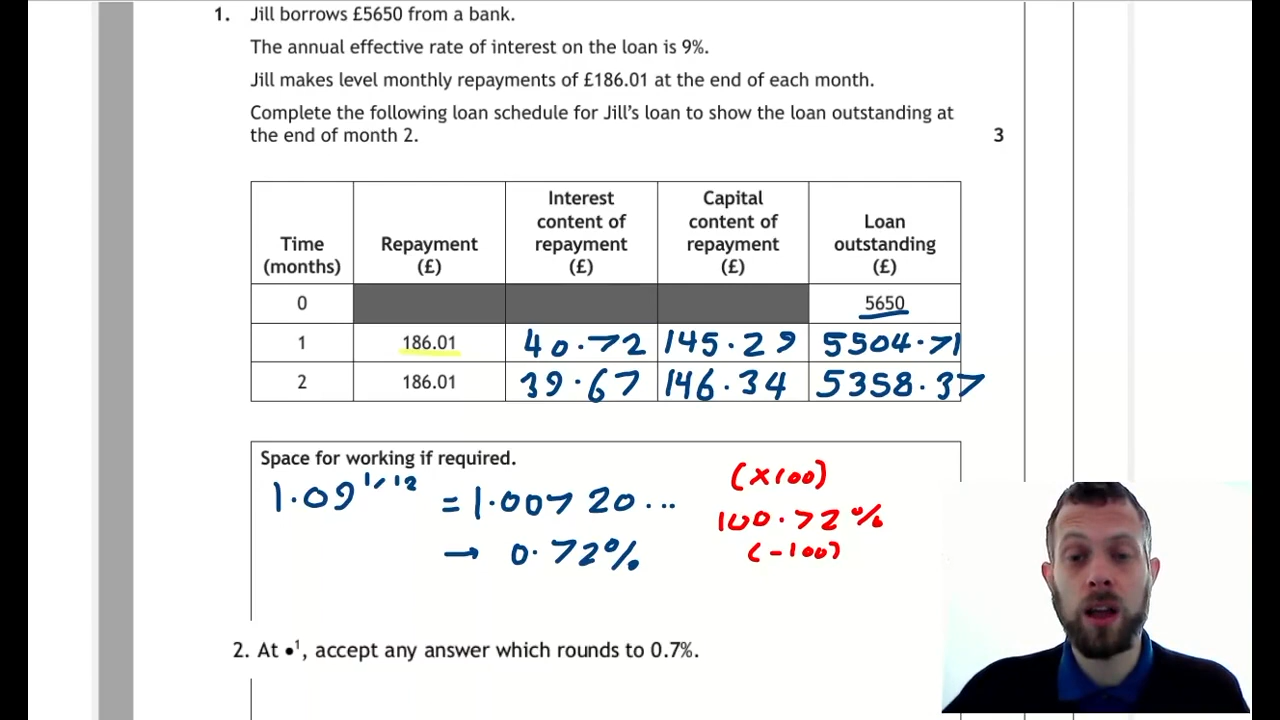 1. Jill borrows £5650 from a bank.
The annual effective rate of interest on the loan is 9%.
Jill makes level monthly repayments of £186.01 at the end of each month.
Complete the following loan schedule for Jill's loan to show the loan outstanding at
the end of month 2.
3
Time (months) Repayment (£) Interest content of repayment (£) Capital content of repayment (£) Loan outstanding (£)
0 5650
1 186.01 40.72 145.29 5504.71
2 186.01 39.67 146.34 5358.37
Space for working if required.
1.09^1/12 = 1.00720...
→ 0.72%
(×100)
100.72%
(-100)
2. At •¹, accept any answer which rounds to 0.7%.